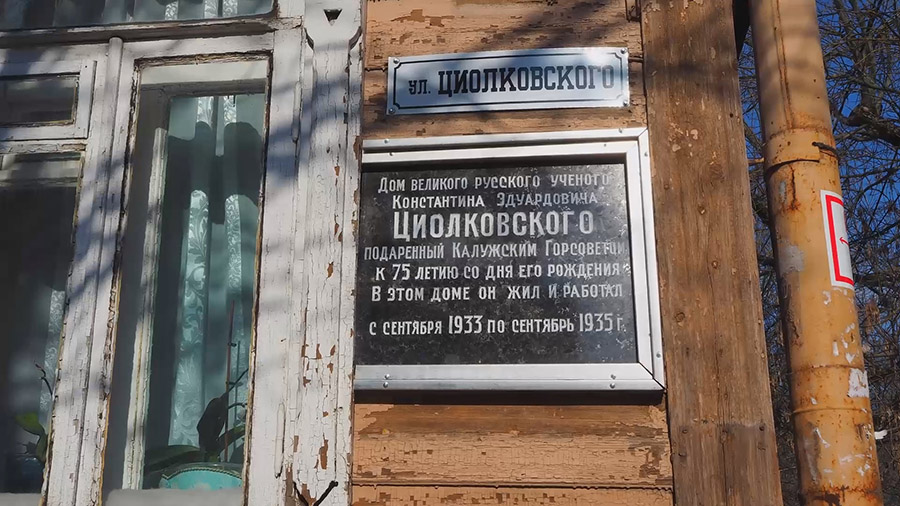 ул. ЦИОЛКОВСКОГО
Дом великого русского ученого
Константина Эдуардовича
ЦИОЛКОВСКОГО
подаренный Калужским Горсоветом
к 75 летию со дня его рождения
В этом доме он жил и работал
с сентября 1933 по сентябрь 1935 г.